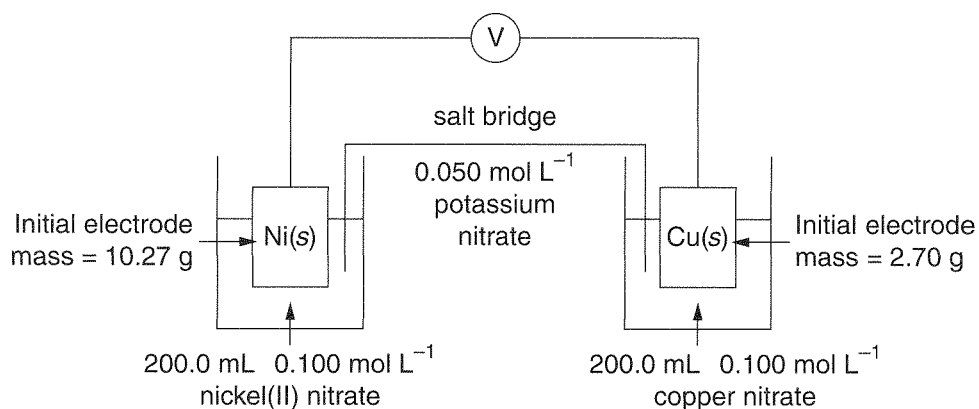 V
salt bridge
0.050 mol L⁻¹
potassium
nitrate
Initial electrode
mass = 10.27 g
Ni(s)
Cu(s)
Initial electrode
mass = 2.70 g
200.0 mL 0.100 mol L⁻¹
nickel(II) nitrate
200.0 mL 0.100 mol L⁻¹
copper nitrate